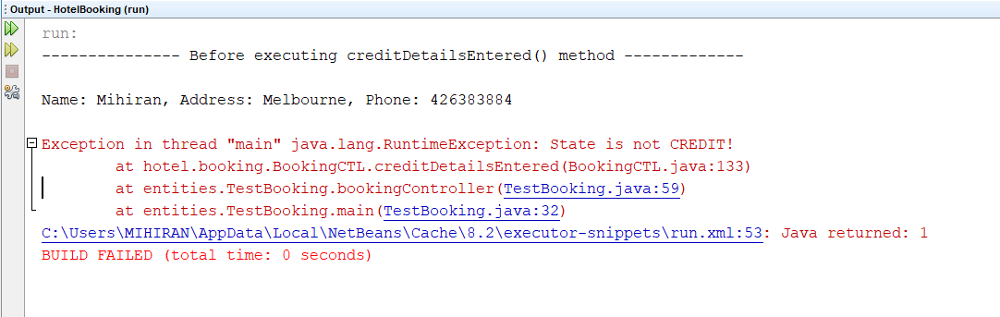 Output - HotelBooking (run)
run:
--------------- Before executing creditDetailsEntered() method -------------
Name: Mihiran, Address: Melbourne, Phone: 426383884
Exception in thread "main" java.lang.RuntimeException: State is not CREDIT!
at hotel.booking.BookingCTL.creditDetailsEntered(BookingCTL.java:133)
at entities.TestBooking.bookingController(TestBooking.java:59)
at entities.TestBooking.main(TestBooking.java:32)
C:\Users\MIHIRAN\AppData\Local\NetBeans\Cache\8.2\executor-snippets\run.xml:53: Java returned: 1
BUILD FAILED (total time: 0 seconds)